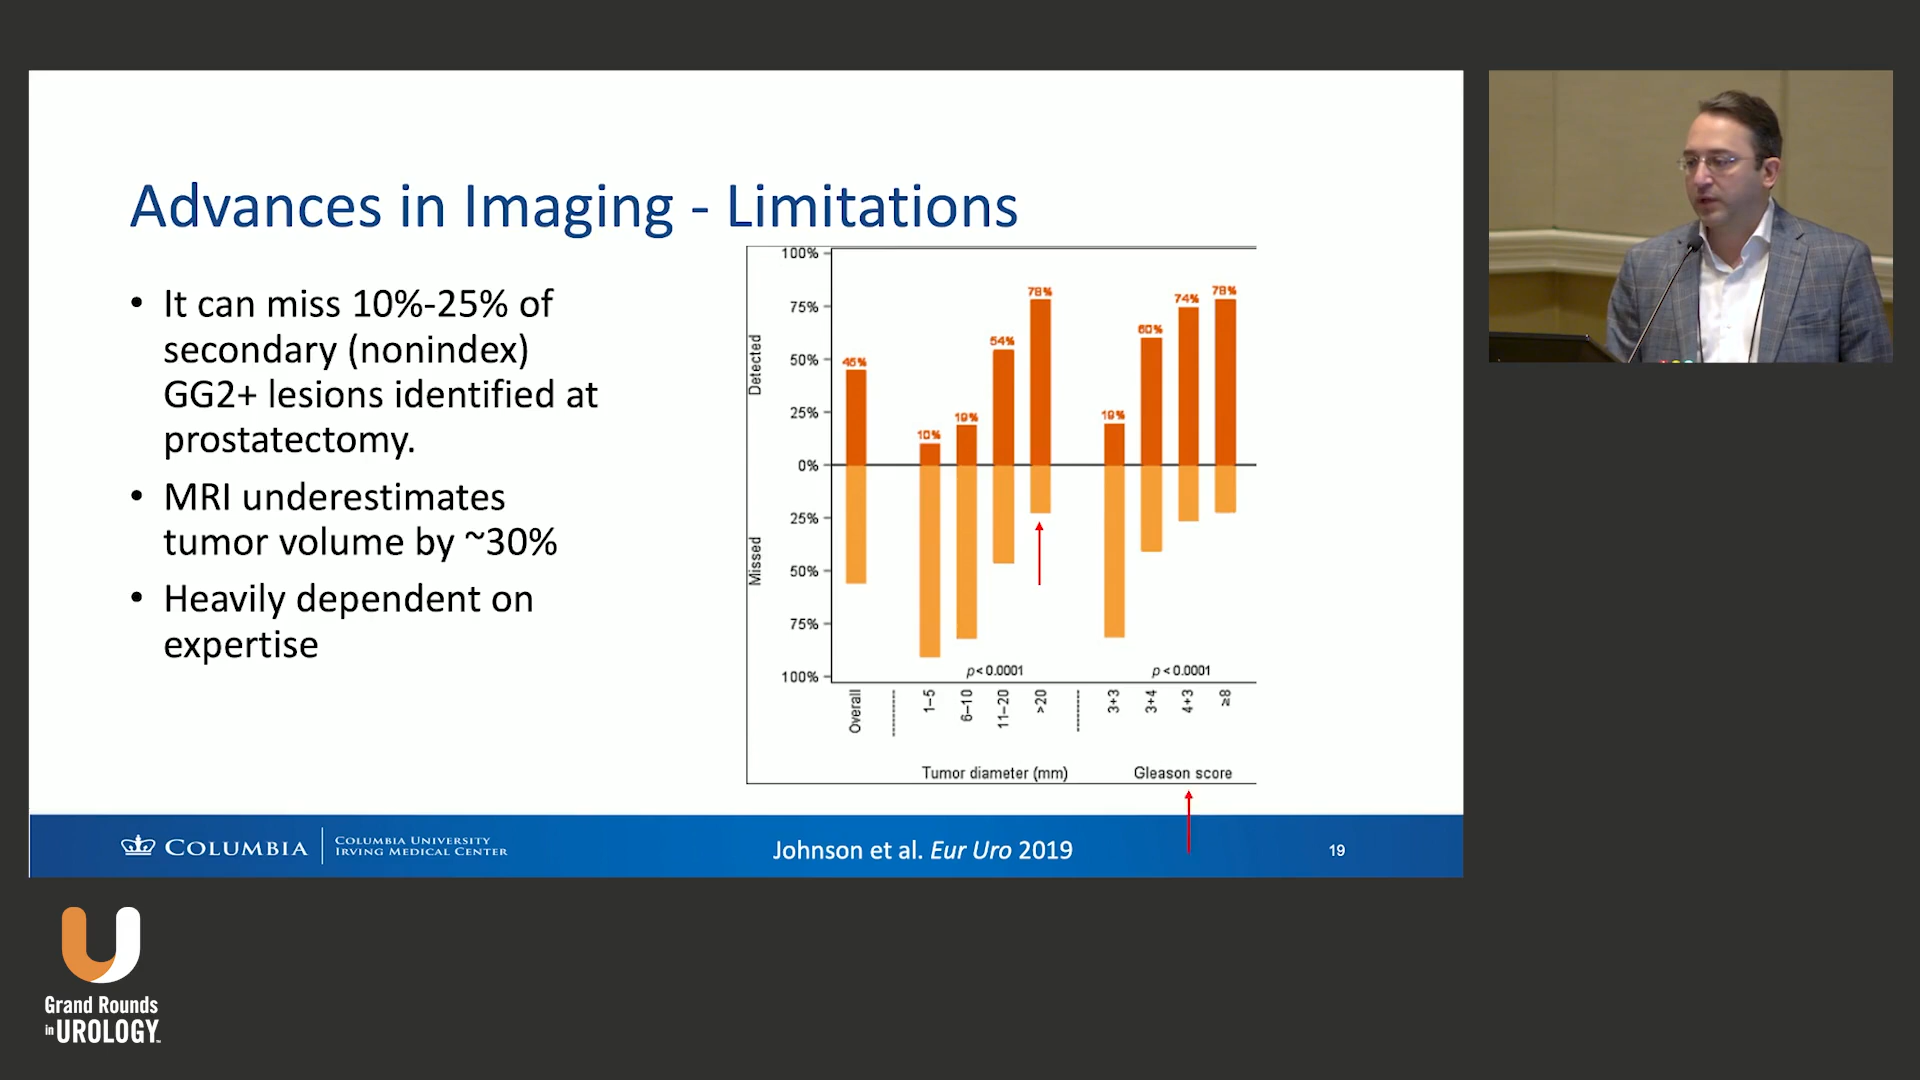 Advances in Imaging - Limitations
• It can miss 10%-25% of
secondary (nonindex)
GG2+ lesions identified at
prostatectomy.
• MRI underestimates
tumor volume by ~30%
• Heavily dependent on
expertise
Detected
Missed
100%
75%
50%
25%
0%
25%
50%
75%
100%
45%
10%
19%
54%
78%
19%
60%
74%
78%
p < 0.0001
p < 0.0001
Overall
1–5
6–10
11–20
>20
3+3
3+4
4+3
≥8
Tumor diameter (mm)
Gleason score
COLUMBIA
COLUMBIA UNIVERSITY
IRVING MEDICAL CENTER
Johnson et al. Eur Uro 2019
19
Grand Rounds
in UROLOGY